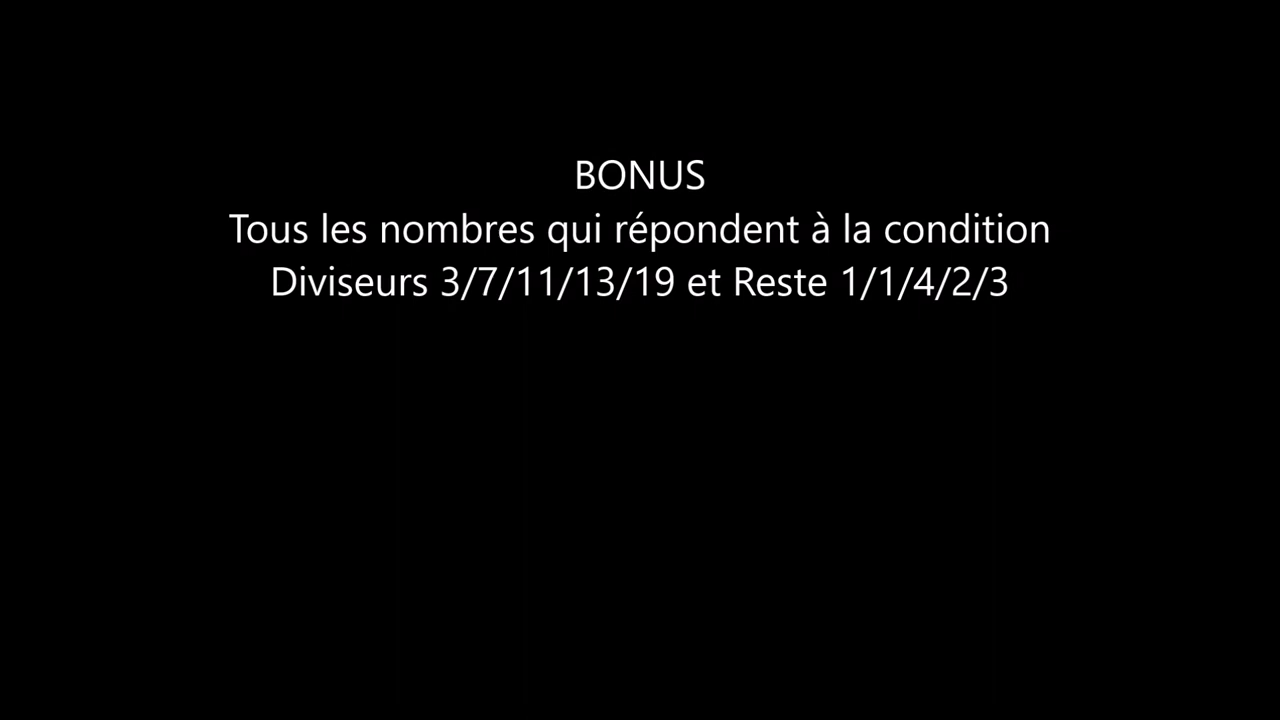 BONUS
Tous les nombres qui répondent à la condition
Diviseurs 3/7/11/13/19 et Reste 1/1/4/2/3